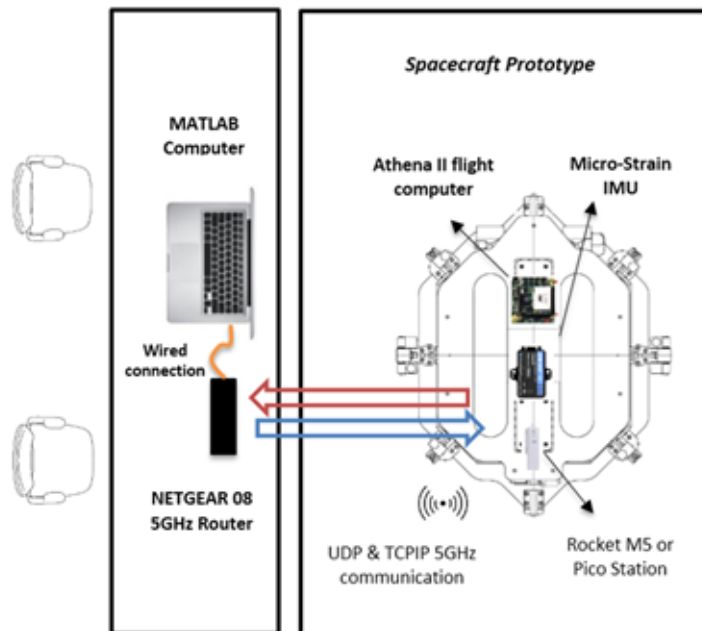 Spacecraft Prototype
MATLAB
Computer
Athena II flight
computer
Micro-Strain
IMU
Wired
connection
NETGEAR 08
5GHz Router
UDP & TCPIP 5GHz
communication
Rocket M5 or
Pico Station